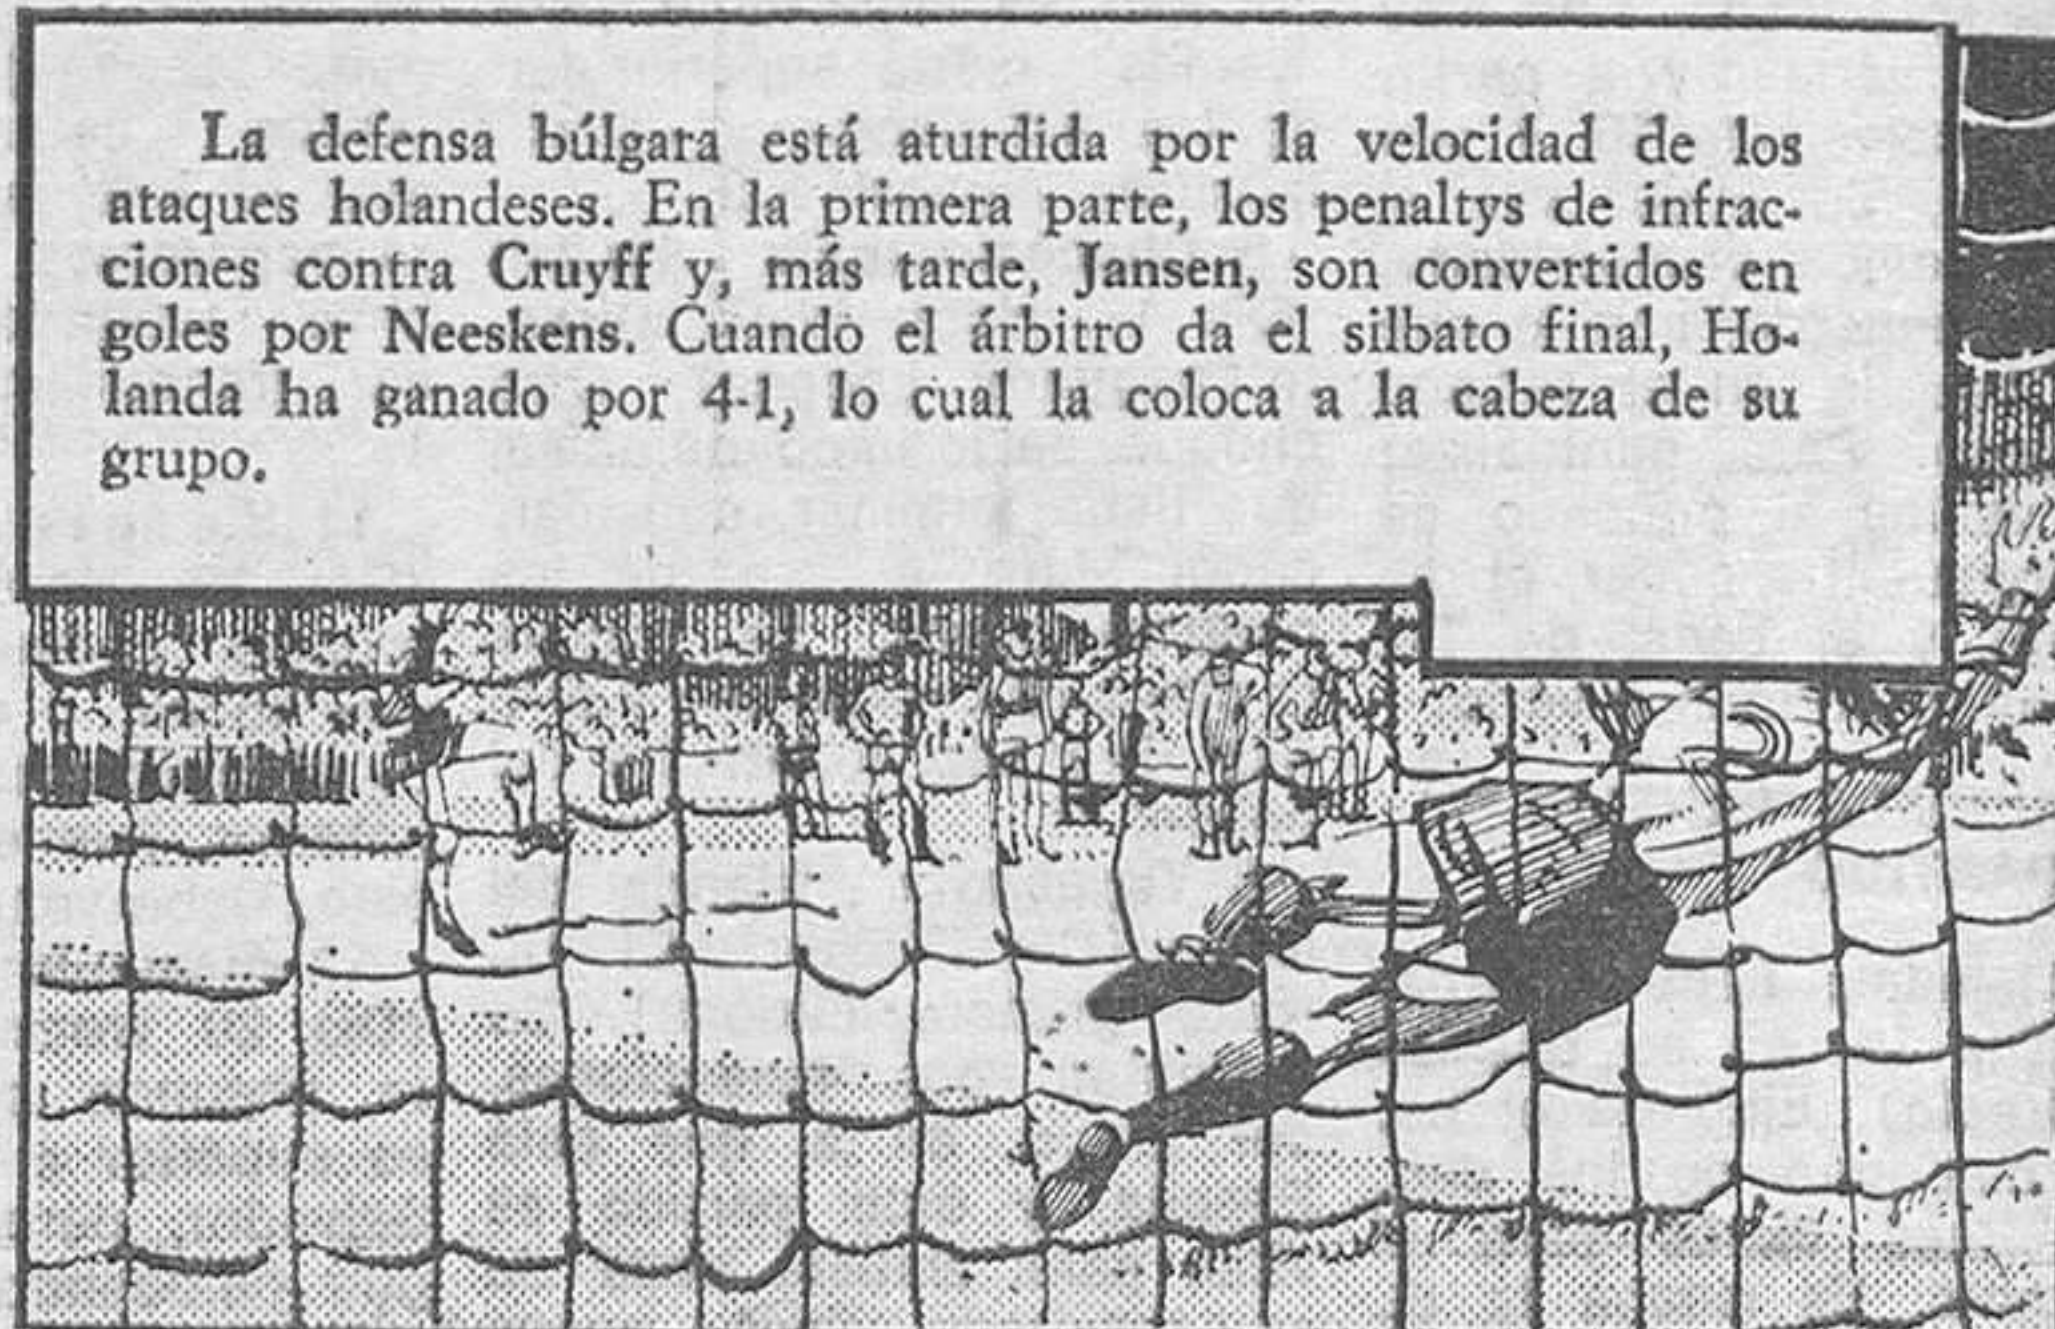 La defensa búlgara está aturdida por la velocidad de los
ataques holandeses. En la primera parte, los penaltys de infrac-
ciones contra Cruyff y, más tarde, Jansen, son convertidos en
goles por Neeskens. Cuando el árbitro da el silbato final, Ho-
landa ha ganado por 4-1, lo cual la coloca a la cabeza de su
grupo.